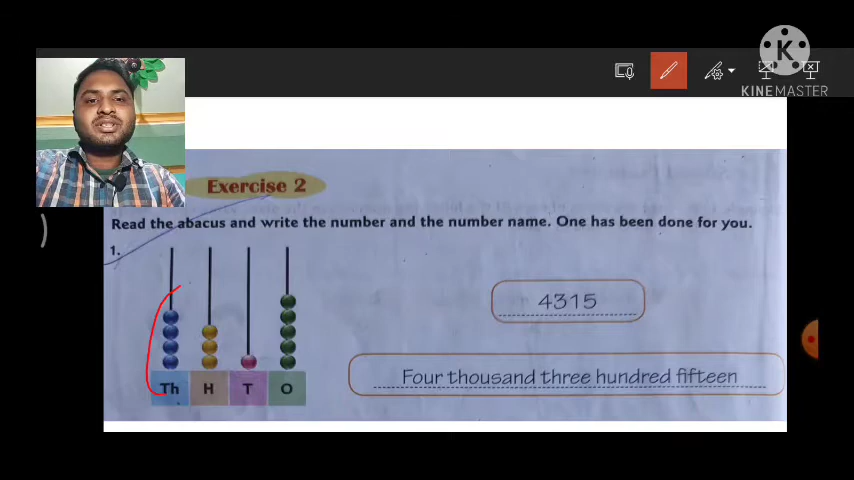 K
KINEMASTER
Exercise 2
Read the abacus and write the number and the number name. One has been done for you.
1.
4315
Four thousand three hundred fifteen
Th H T O